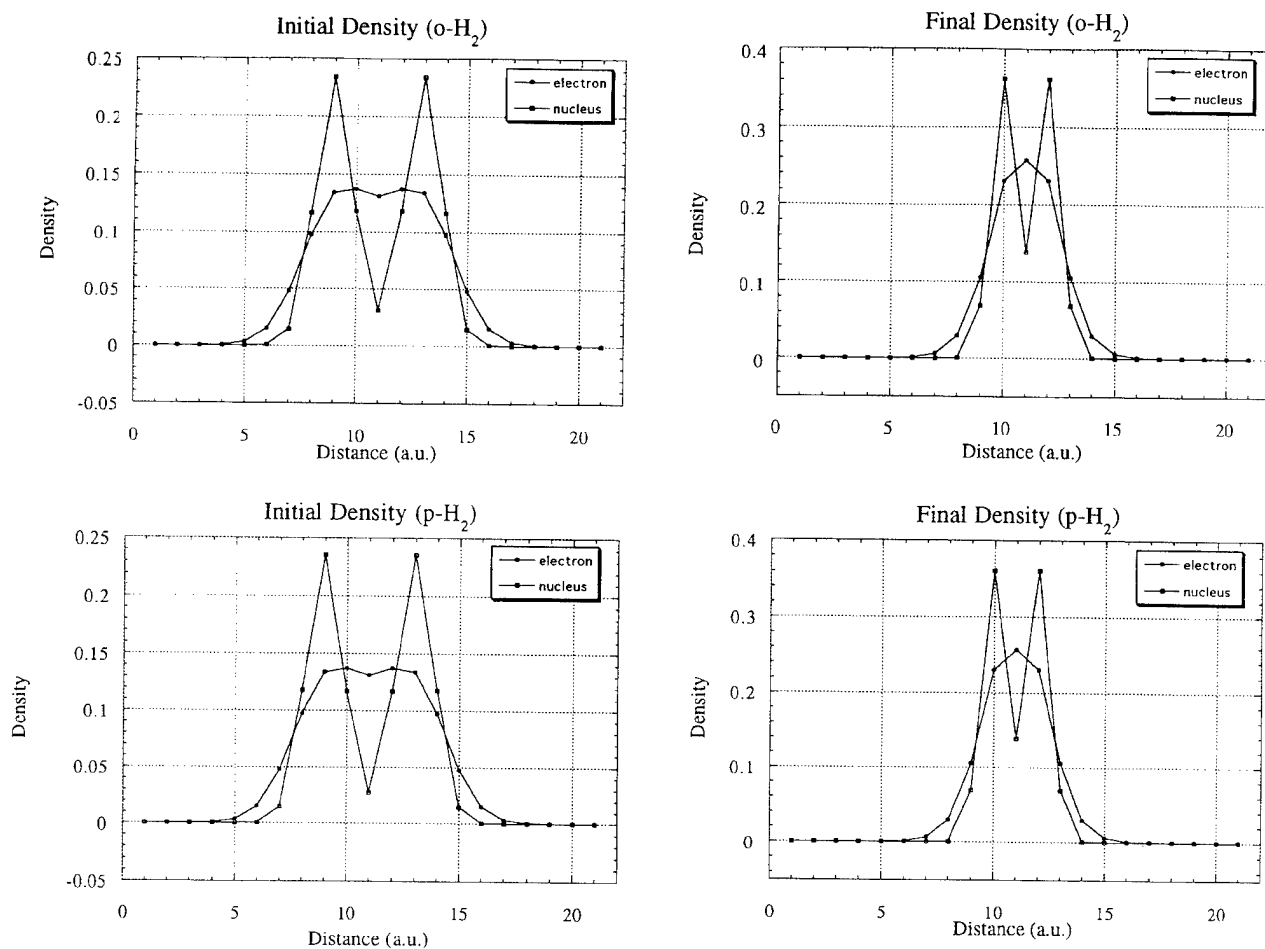 Initial Density (o-H2)
0.25
0.2
0.15
0.1
0.05
0
-0.05
Density
electron
nucleus
0 5 10 15 20
Distance (a.u.)
Final Density (o-H2)
0.4
0.3
0.2
0.1
0
Density
electron
nucleus
0 5 10 15 20
Distance (a.u.)
Initial Density (p-H2)
0.25
0.2
0.15
0.1
0.05
0
-0.05
Density
electron
nucleus
0 5 10 15 20
Distance (a.u.)
Final Density (p-H2)
0.4
0.3
0.2
0.1
0
Density
electron
nucleus
0 5 10 15 20
Distance (a.u.)